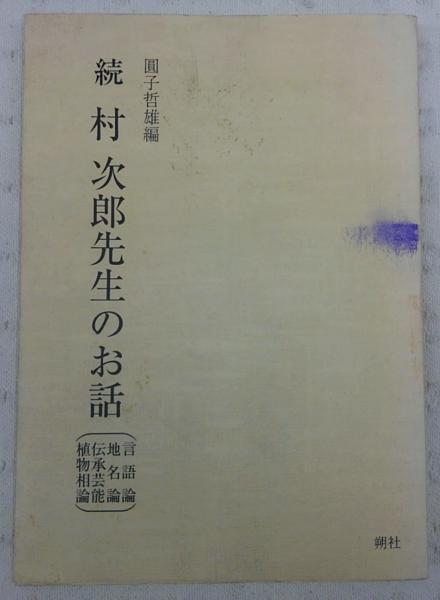 圓子哲雄編
続 村 次郎先生のお話
言語論
地名論
伝承芸能
植物相論
朔社